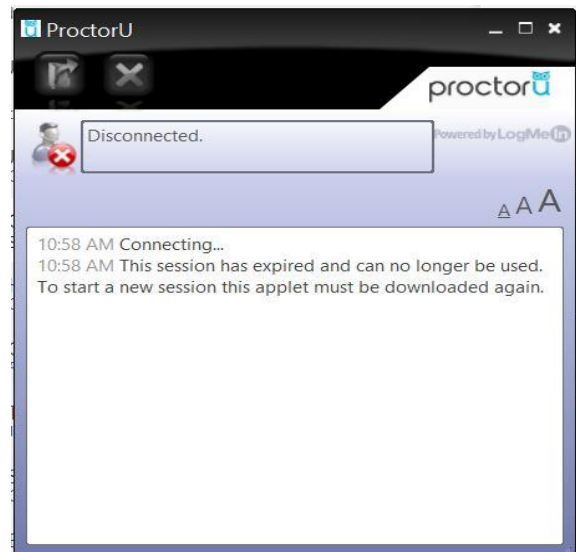 ProctorU
proctorü
Disconnected.
Powered by LogMeIn
A A A
10:58 AM Connecting...
10:58 AM This session has expired and can no longer be used.
To start a new session this applet must be downloaded again.